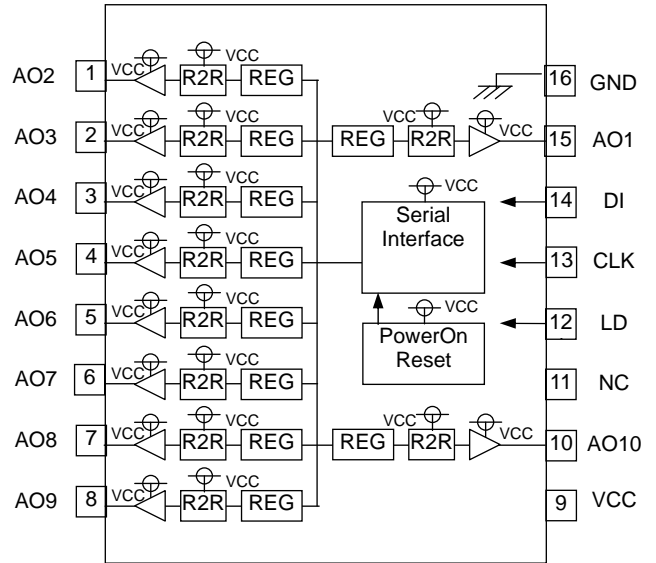 AO2 1 VCC R2R VCC REG 16 GND
AO3 2 VCC R2R VCC REG REG VCC R2R VCC 15 AO1
AO4 3 VCC R2R VCC REG VCC 14 DI
Serial
Interface
AO5 4 VCC R2R VCC REG 13 CLK
AO6 5 VCC R2R VCC REG VCC 12 LD
PowerOn
Reset
AO7 6 VCC R2R VCC REG 11 NC
AO8 7 VCC R2R VCC REG REG VCC R2R VCC 10 AO10
AO9 8 VCC R2R VCC REG 9 VCC